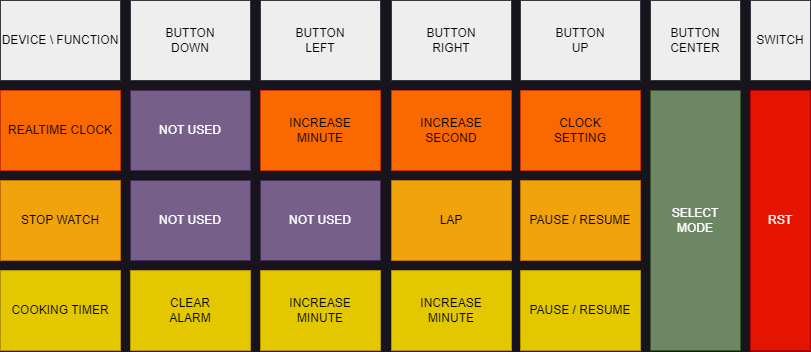 DEVICE \ FUNCTION
BUTTON
DOWN
BUTTON
LEFT
BUTTON
RIGHT
BUTTON
UP
BUTTON
CENTER
SWITCH
REALTIME CLOCK
NOT USED
INCREASE
MINUTE
INCREASE
SECOND
CLOCK
SETTING
STOP WATCH
NOT USED
NOT USED
LAP
PAUSE / RESUME
SELECT
MODE
RST
COOKING TIMER
CLEAR
ALARM
INCREASE
MINUTE
INCREASE
MINUTE
PAUSE / RESUME